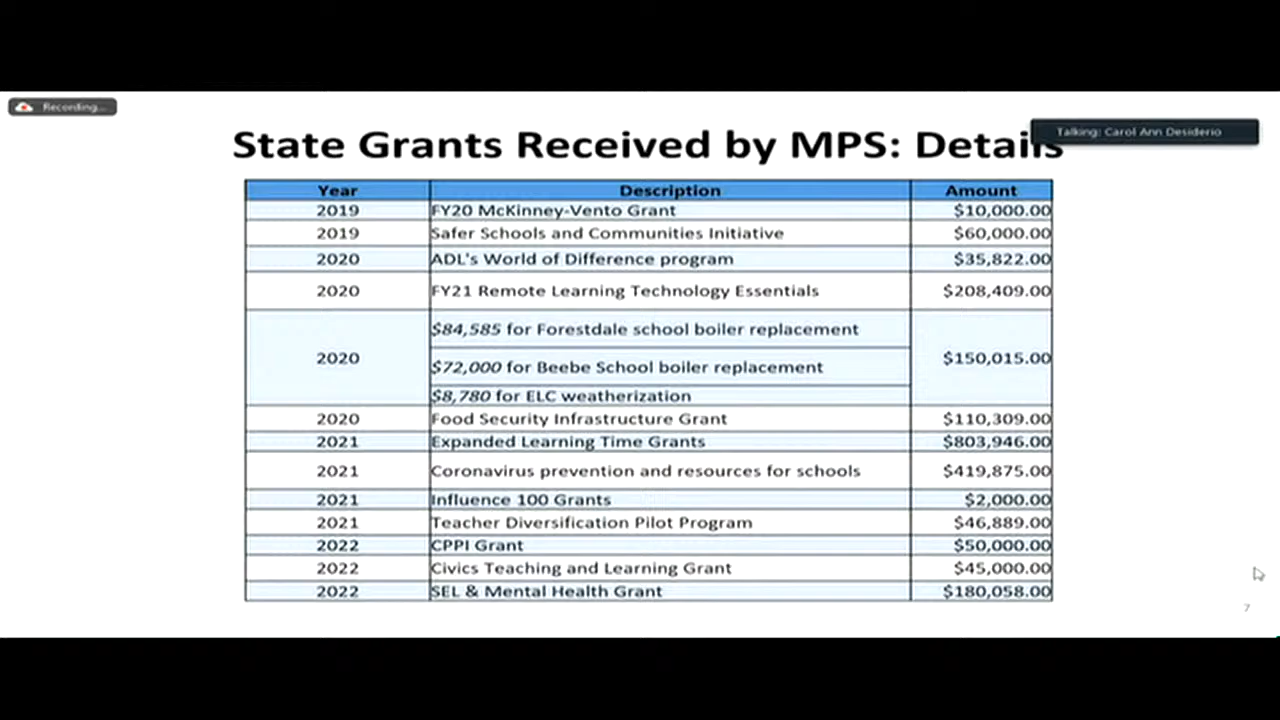 Recording...
Talking: Carol Ann Desiderio
State Grants Received by MPS: Details
Year Description Amount
2019 FY20 McKinney-Vento Grant $10,000.00
2019 Safer Schools and Communities Initiative $60,000.00
2020 ADL's World of Difference program $35,822.00
2020 FY21 Remote Learning Technology Essentials $208,409.00
$84,585 for Forestdale school boiler replacement
2020 $150,015.00
$72,000 for Beebe School boiler replacement
$8,780 for ELC weatherization
2020 Food Security Infrastructure Grant $110,309.00
2021 Expanded Learning Time Grants $803,946.00
2021 Coronavirus prevention and resources for schools $419,875.00
2021 Influence 100 Grants $2,000.00
2021 Teacher Diversification Pilot Program $46,889.00
2022 CPPI Grant $50,000.00
2022 Civics Teaching and Learning Grant $45,000.00
2022 SEL & Mental Health Grant $180,058.00
7